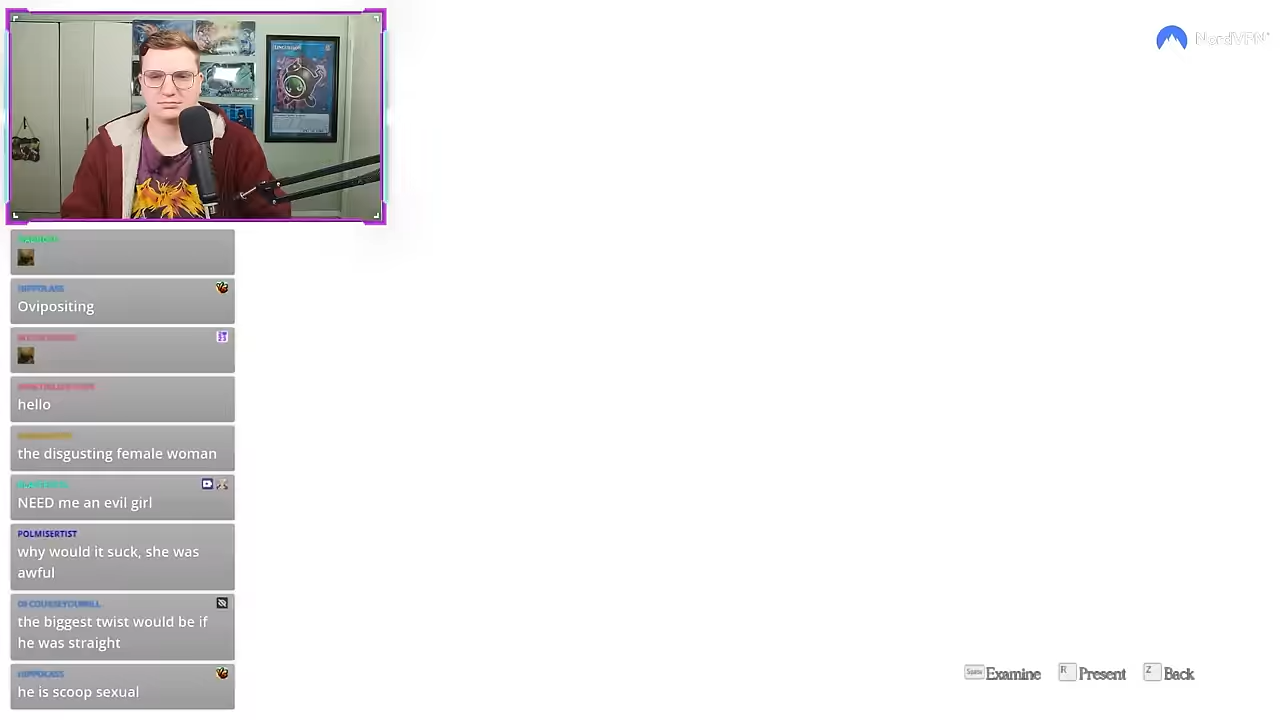 NordVPN
Ovipositing
hello
the disgusting female woman
NEED me an evil girl
POLMISERTIST
why would it suck, she was
awful
the biggest twist would be if
he was straight
he is scoop sexual
Space Examine R Present Z Back